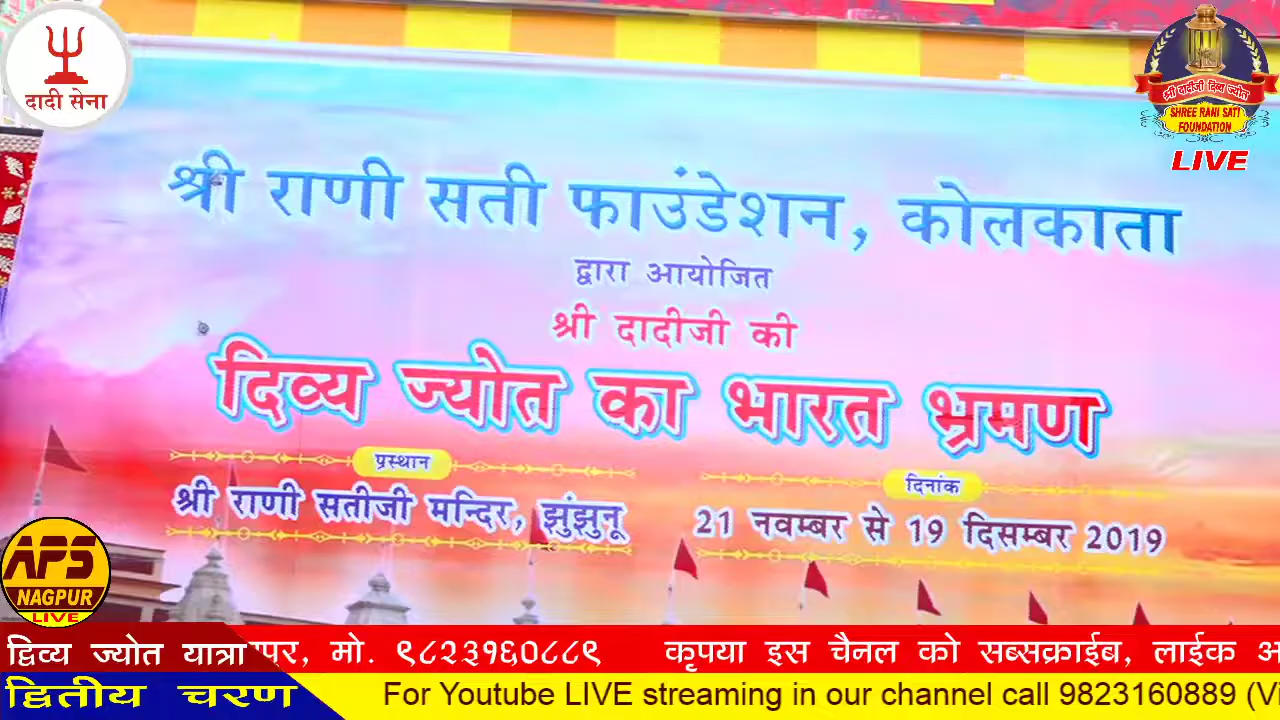 दादी सेना
श्री दादीजी दिव्य ज्योत
SHREE RANI SATI
FOUNDATION
LIVE
श्री राणी सती फाउंडेशन, कोलकाता
द्वारा आयोजित
श्री दादीजी की
दिव्य ज्योत का भारत भ्रमण
प्रस्थान
श्री राणी सतीजी मन्दिर, झुंझुनू
दिनांक
21 नवम्बर से 19 दिसम्बर 2019
APS
NAGPUR
LIVE
द्विव्य ज्योत यात्रा
पुर, मो. ९८२३१६०८८९ कृपया इस चैनल को सब्सक्राईब, लाईक अ
द्वितीय चरण
For Youtube LIVE streaming in our channel call 9823160889 (Vi